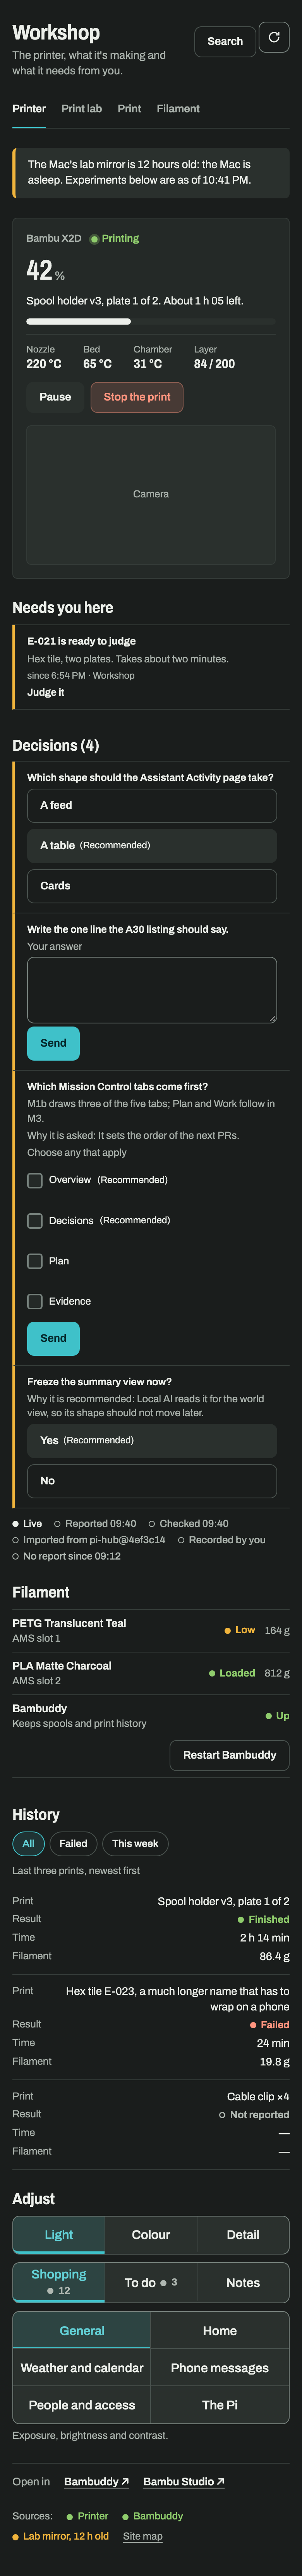 Workshop
The printer, what it's making and
what it needs from you.
Search
Printer Print lab Print Filament
The Mac's lab mirror is 12 hours old: the Mac is
asleep. Experiments below are as of 10:41 PM.
Bambu X2D Printing
42 %
Spool holder v3, plate 1 of 2. About 1 h 05 left.
Nozzle Bed Chamber Layer
220 °C 65 °C 31 °C 84 / 200
Pause Stop the print
Camera
Needs you here
E-021 is ready to judge
Hex tile, two plates. Takes about two minutes.
since 6:54 PM · Workshop
Judge it
Decisions (4)
Which shape should the Assistant Activity page take?
A feed
A table (Recommended)
Cards
Write the one line the A30 listing should say.
Your answer
Send
Which Mission Control tabs come first?
M1b draws three of the five tabs; Plan and Work follow in
M3.
Why it is asked: It sets the order of the next PRs.
Choose any that apply
Overview (Recommended)
Decisions (Recommended)
Plan
Evidence
Send
Freeze the summary view now?
Why it is recommended: Local AI reads it for the world
view, so its shape should not move later.
Yes (Recommended)
No
Live Reported 09:40 Checked 09:40
Imported from pi-hub@4ef3c14 Recorded by you
No report since 09:12
Filament
PETG Translucent Teal
AMS slot 1
Low 164 g
PLA Matte Charcoal
AMS slot 2
Loaded 812 g
Bambuddy
Keeps spools and print history
Up
Restart Bambuddy
History
All Failed This week
Last three prints, newest first
Print Spool holder v3, plate 1 of 2
Result Finished
Time 2 h 14 min
Filament 86.4 g
Print Hex tile E-023, a much longer name that has to
wrap on a phone
Result Failed
Time 24 min
Filament 19.8 g
Print Cable clip ×4
Result Not reported
Time —
Filament —
Adjust
Light Colour Detail
Shopping 12 To do 3 Notes
General Home
Weather and calendar Phone messages
People and access The Pi
Exposure, brightness and contrast.
Open in Bambuddy ↗ Bambu Studio ↗
Sources: Printer Bambuddy
Lab mirror, 12 h old Site map